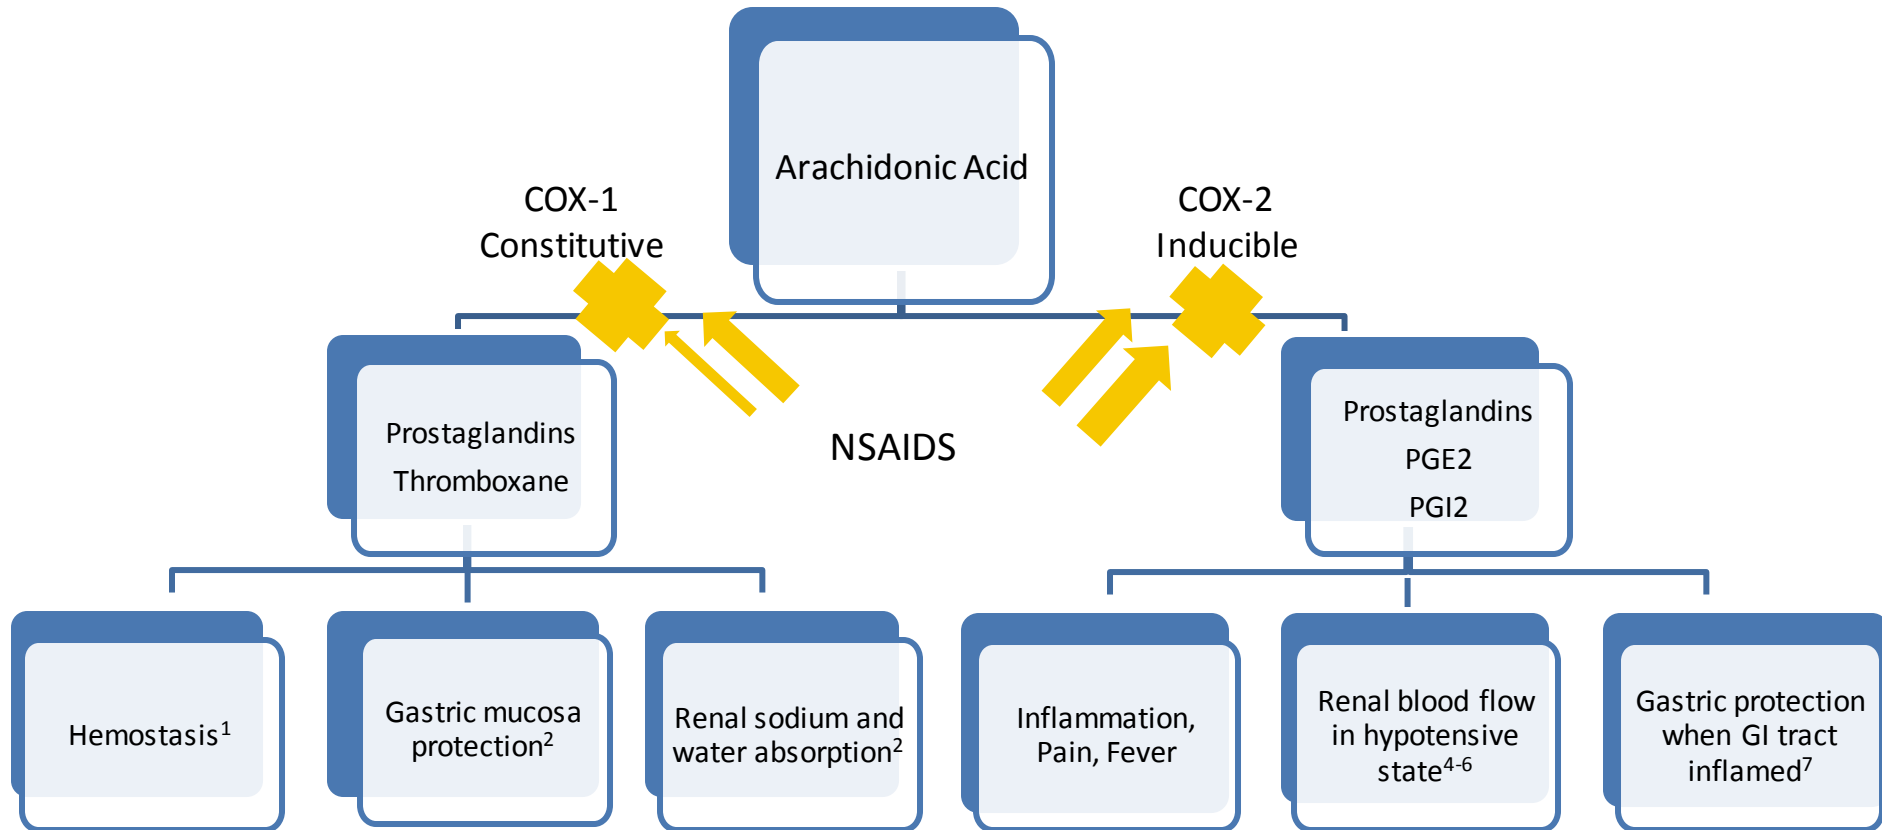 Arachidonic Acid
COX-1
Constitutive
COX-2
Inducible
NSAIDS
Prostaglandins
Thromboxane
Prostaglandins
PGE2
PGI2
Hemostasis¹
Gastric mucosa
protection²
Renal sodium and
water absorption²
Inflammation,
Pain, Fever
Renal blood flow
in hypotensive
state⁴⁻⁶
Gastric protection
when GI tract
inflamed⁷